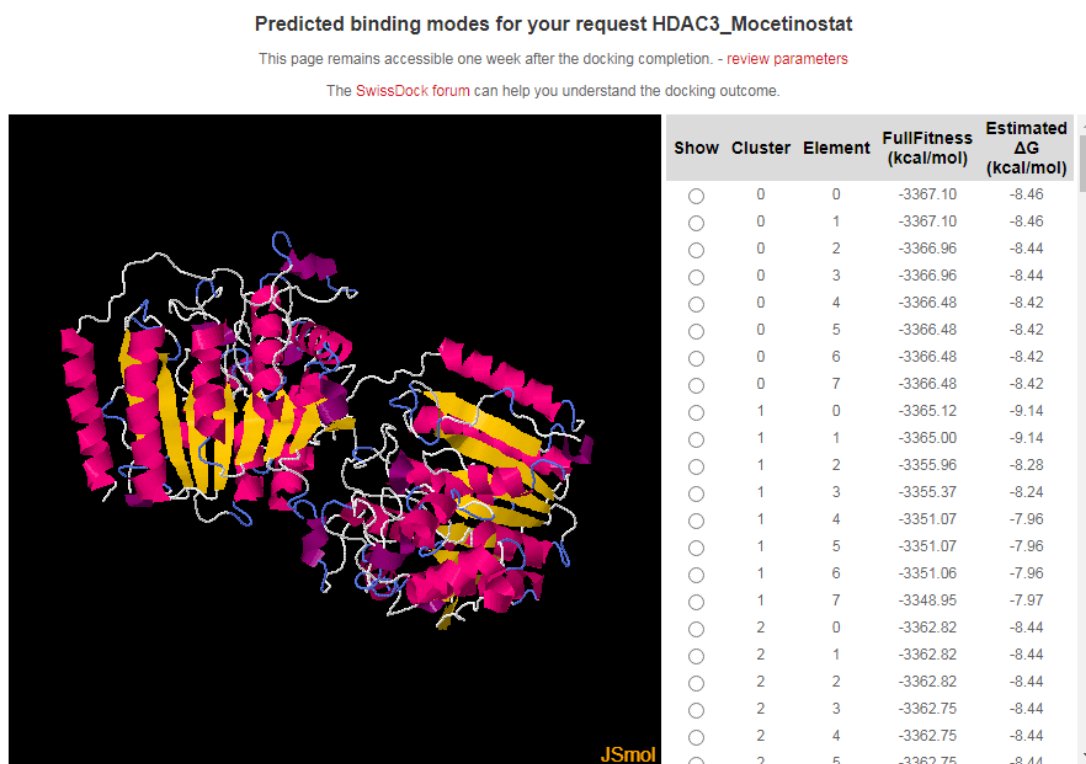 Predicted binding modes for your request HDAC3_Mocetinostat
This page remains accessible one week after the docking completion. - review parameters
The SwissDock forum can help you understand the docking outcome.
Show Cluster Element FullFitness (kcal/mol) Estimated ΔG (kcal/mol)
0 0 -3367.10 -8.46
0 1 -3367.10 -8.46
0 2 -3366.96 -8.44
0 3 -3366.96 -8.44
0 4 -3366.48 -8.42
0 5 -3366.48 -8.42
0 6 -3366.48 -8.42
0 7 -3366.48 -8.42
1 0 -3365.12 -9.14
1 1 -3365.00 -9.14
1 2 -3355.96 -8.28
1 3 -3355.37 -8.24
1 4 -3351.07 -7.96
1 5 -3351.07 -7.96
1 6 -3351.06 -7.96
1 7 -3348.95 -7.97
2 0 -3362.82 -8.44
2 1 -3362.82 -8.44
2 2 -3362.82 -8.44
2 3 -3362.75 -8.44
2 4 -3362.75 -8.44
2 5 -3362.75 -8.44
JSmol